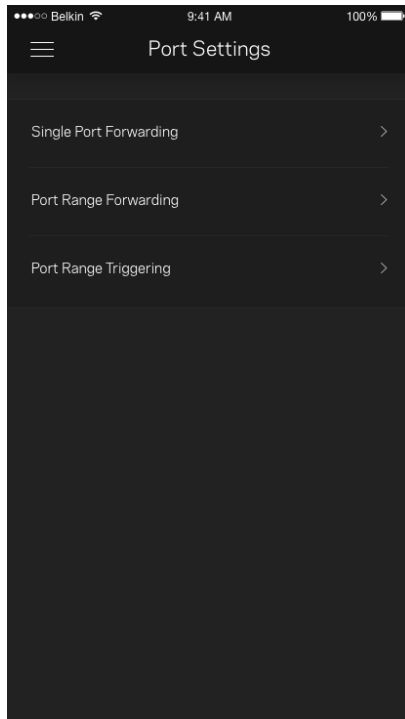 Belkin 9:41 AM 100%
Port Settings
Single Port Forwarding
Port Range Forwarding
Port Range Triggering